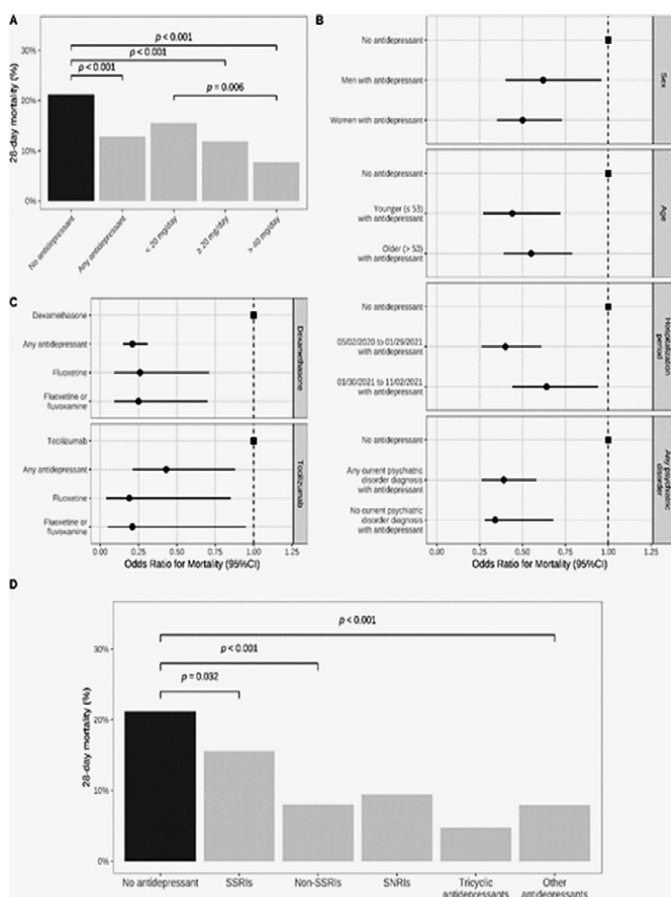 A
28-day mortality (%)
30%
20%
10%
0%
p < 0.001
p < 0.001
p < 0.001
p = 0.006
No antidepressant
Any antidepressant
< 20 mg/day
≥ 20 mg/day
> 40 mg/day
B
No antidepressant
Men with antidepressant
Women with antidepressant
Sex
No antidepressant
Younger (≤ 53)
with antidepressant
Older (> 53)
with antidepressant
Age
No antidepressant
05/02/2020 to 01/29/2021
with antidepressant
01/30/2021 to 11/02/2021
with antidepressant
Hospitalization
period
No antidepressant
Any current psychiatric
disorder diagnosis
with antidepressant
No current psychiatric
disorder diagnosis
with antidepressant
Any psychiatric
disorder
0.00 0.25 0.50 0.75 1.00 1.25
Odds Ratio for Mortality (95%CI)
C
Dexamethasone
Any antidepressant
Fluoxetine
Fluoxetine or
fluvoxamine
Dexamethasone
Tocilizumab
Any antidepressant
Fluoxetine
Fluoxetine or
fluvoxamine
Tocilizumab
0.00 0.25 0.50 0.75 1.00 1.25
Odds Ratio for Mortality (95%CI)
D
28-day mortality (%)
30%
20%
10%
0%
p < 0.001
p < 0.001
p = 0.032
No antidepressant
SSRIs
Non-SSRIs
SNRIs
Tricyclic
antidepressants
Other
antidepressants